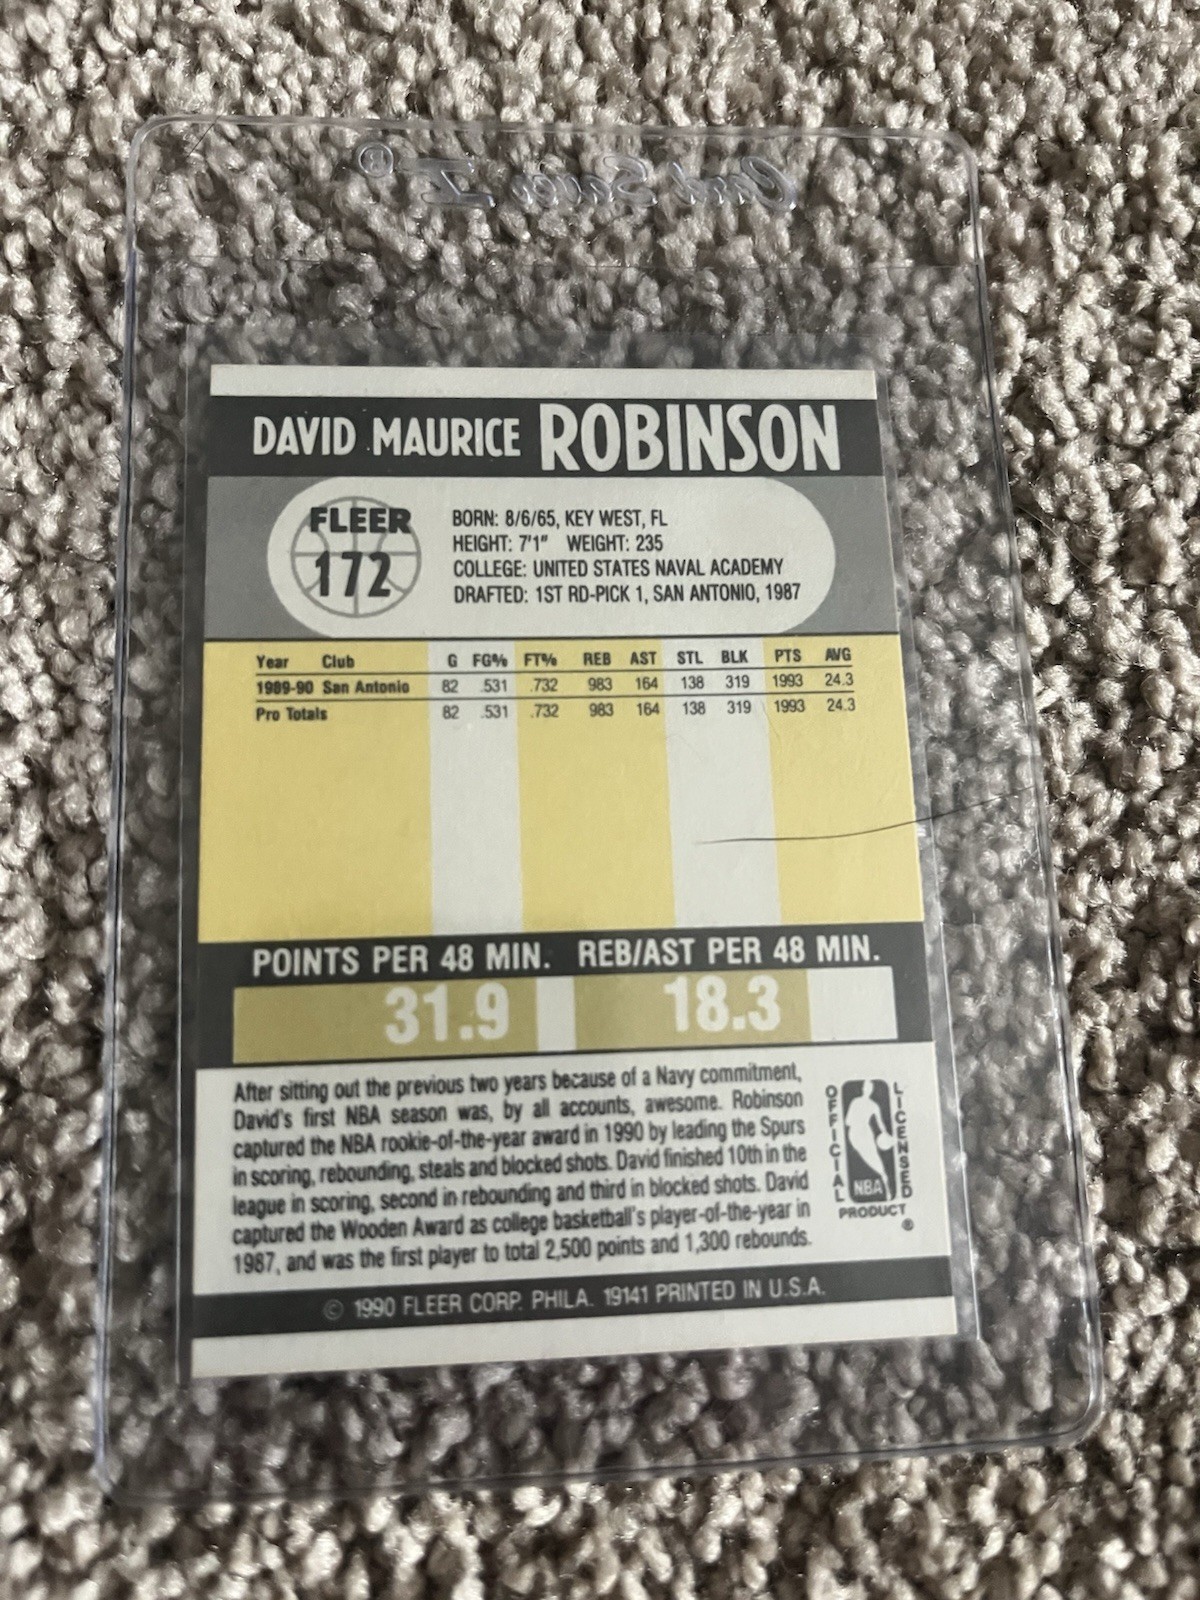 Card Saver I®
DAVID MAURICE ROBINSON
FLEER
172
BORN: 8/6/65, KEY WEST, FL
HEIGHT: 7'1" WEIGHT: 235
COLLEGE: UNITED STATES NAVAL ACADEMY
DRAFTED: 1ST RD-PICK 1, SAN ANTONIO, 1987
Year Club G FG% FT% REB AST STL BLK PTS AVG
1989-90 San Antonio 82 .531 .732 983 164 138 319 1993 24.3
Pro Totals 82 .531 .732 983 164 138 319 1993 24.3
POINTS PER 48 MIN. REB/AST PER 48 MIN.
31.9 18.3
After sitting out the previous two years because of a Navy commitment,
David's first NBA season was, by all accounts, awesome. Robinson
captured the NBA rookie-of-the-year award in 1990 by leading the Spurs
in scoring, rebounding, steals and blocked shots. David finished 10th in the
league in scoring, second in rebounding and third in blocked shots. David
captured the Wooden Award as college basketball's player-of-the-year in
1987, and was the first player to total 2,500 points and 1,300 rebounds.
OFFICIAL
LICENSED
NBA
PRODUCT
®
© 1990 FLEER CORP. PHILA. 19141 PRINTED IN U.S.A.